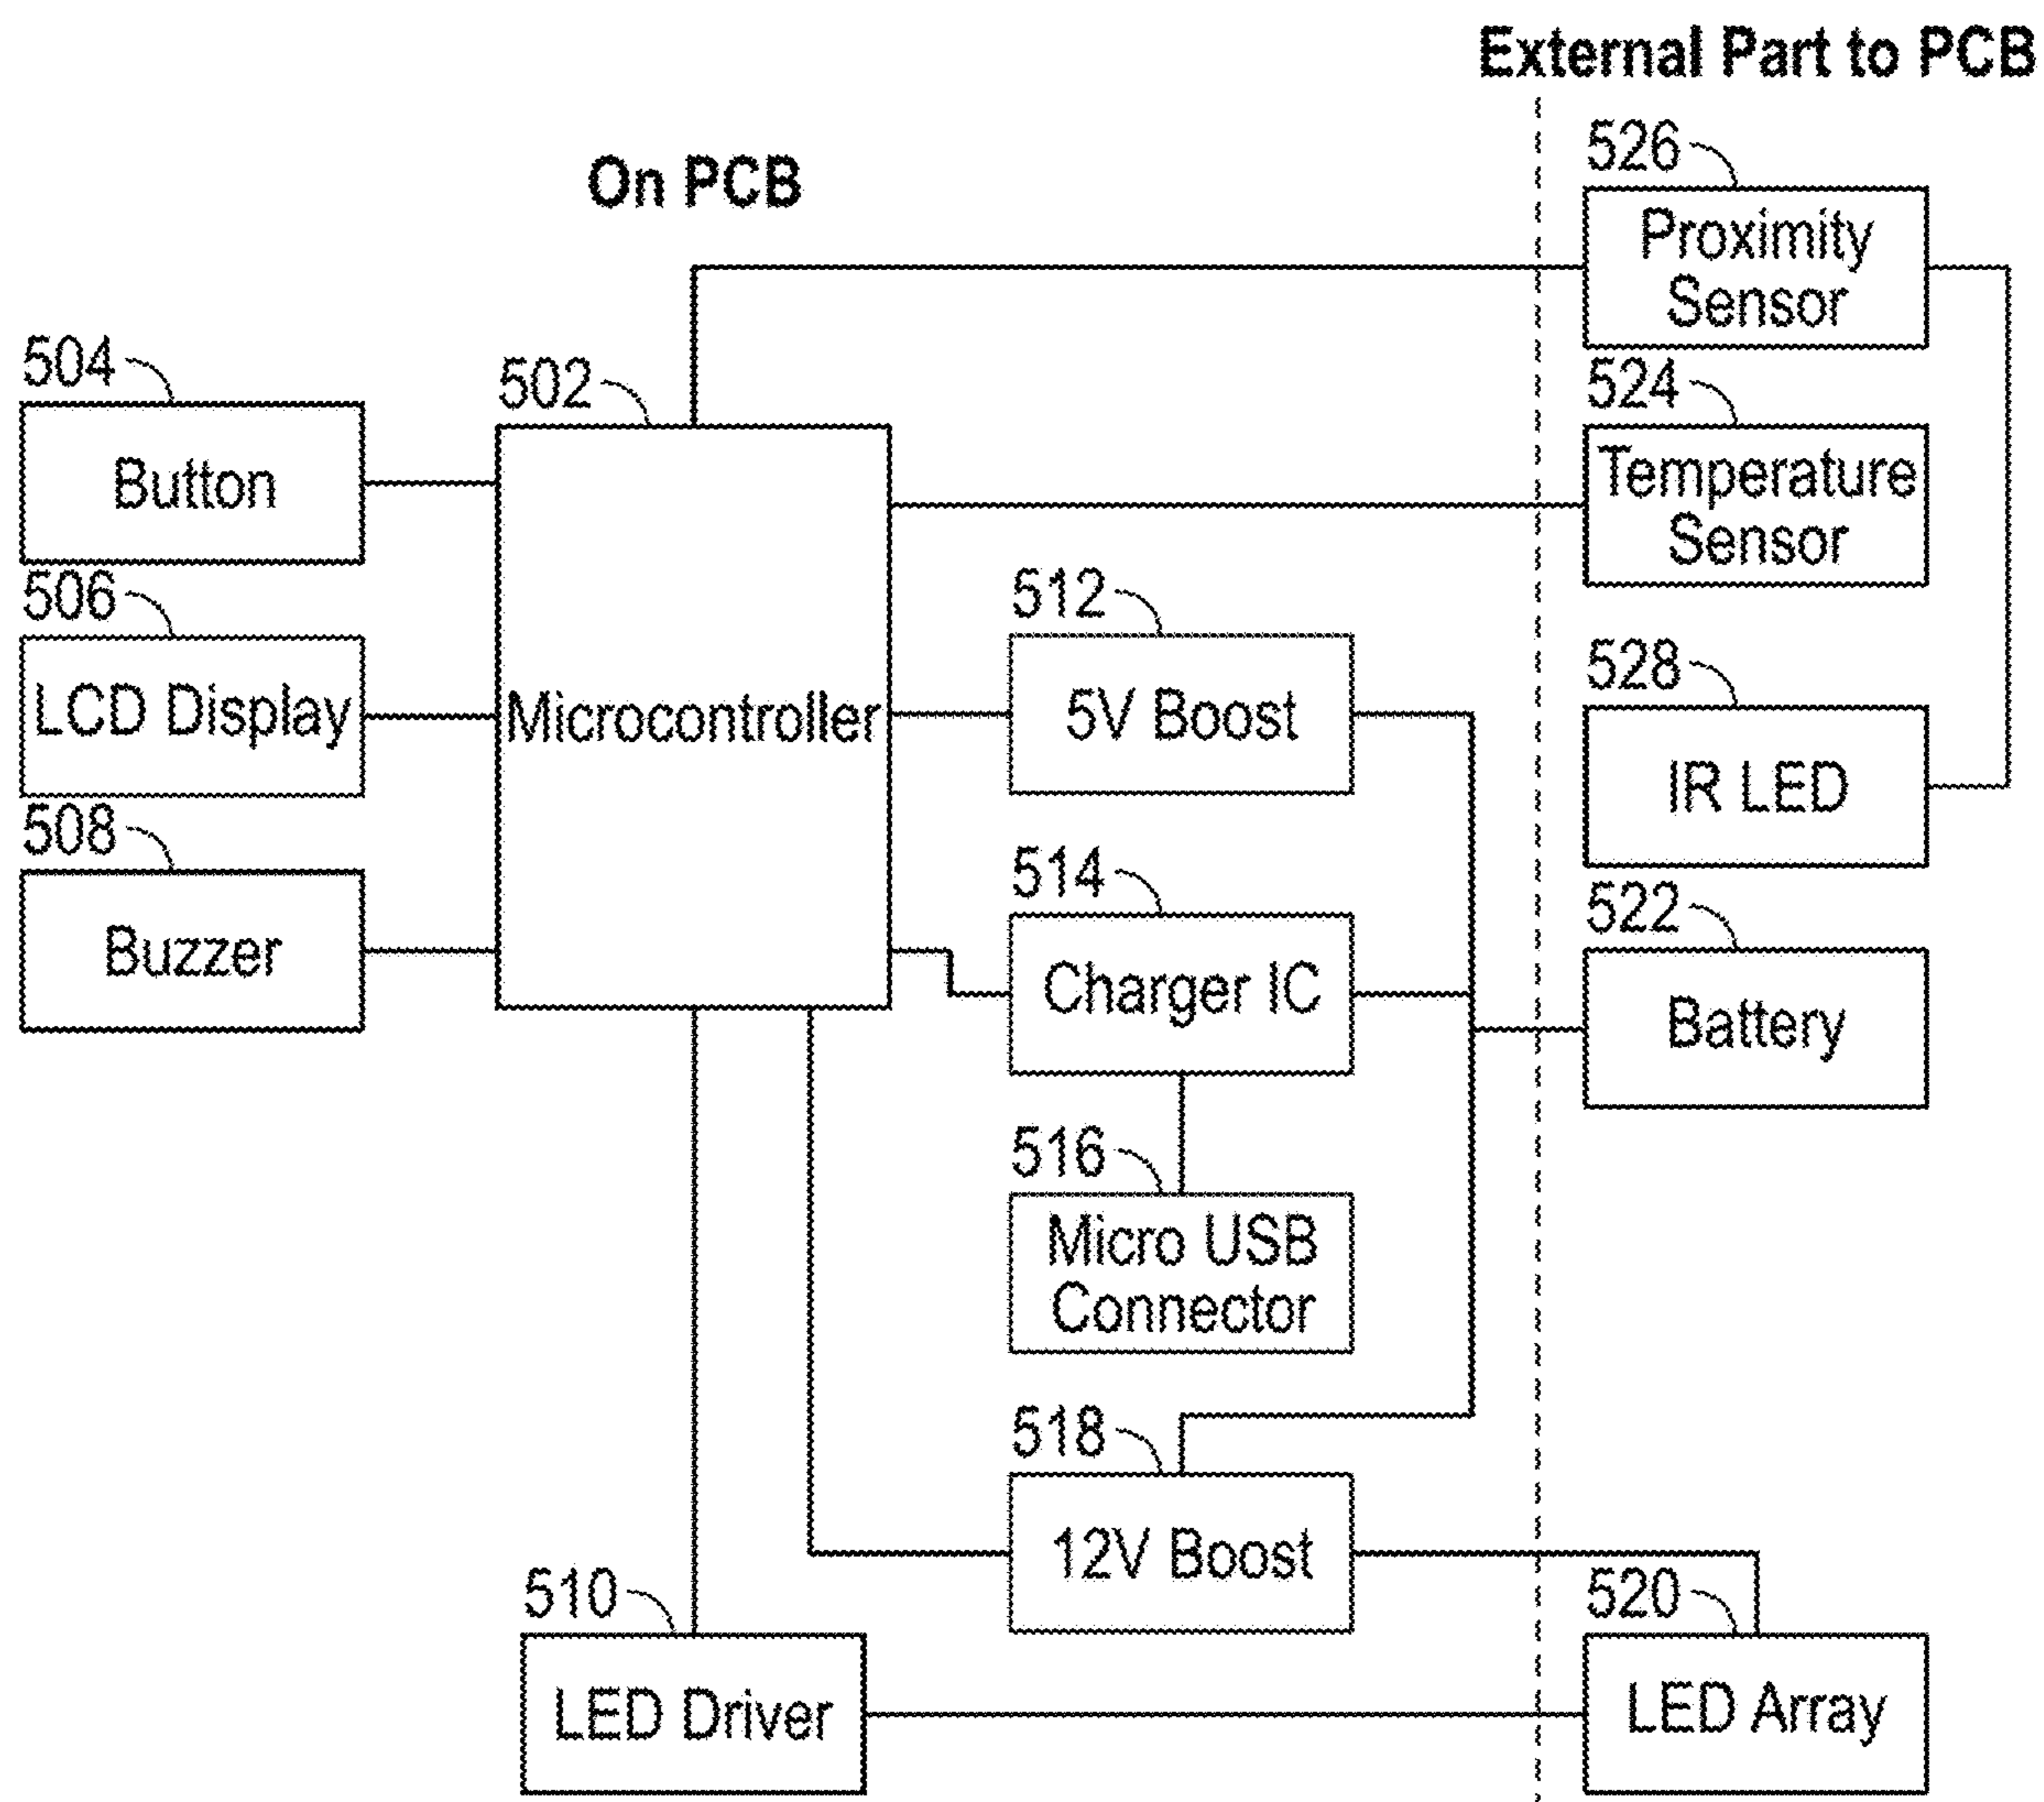 External Part to PCB
On PCB
526
Proximity
Sensor
504
Button
502
Microcontroller
524
Temperature
Sensor
506
LCD Display
512
5V Boost
528
IR LED
508
Buzzer
514
Charger IC
522
Battery
516
Micro USB
Connector
518
12V Boost
510
LED Driver
520
LED Array